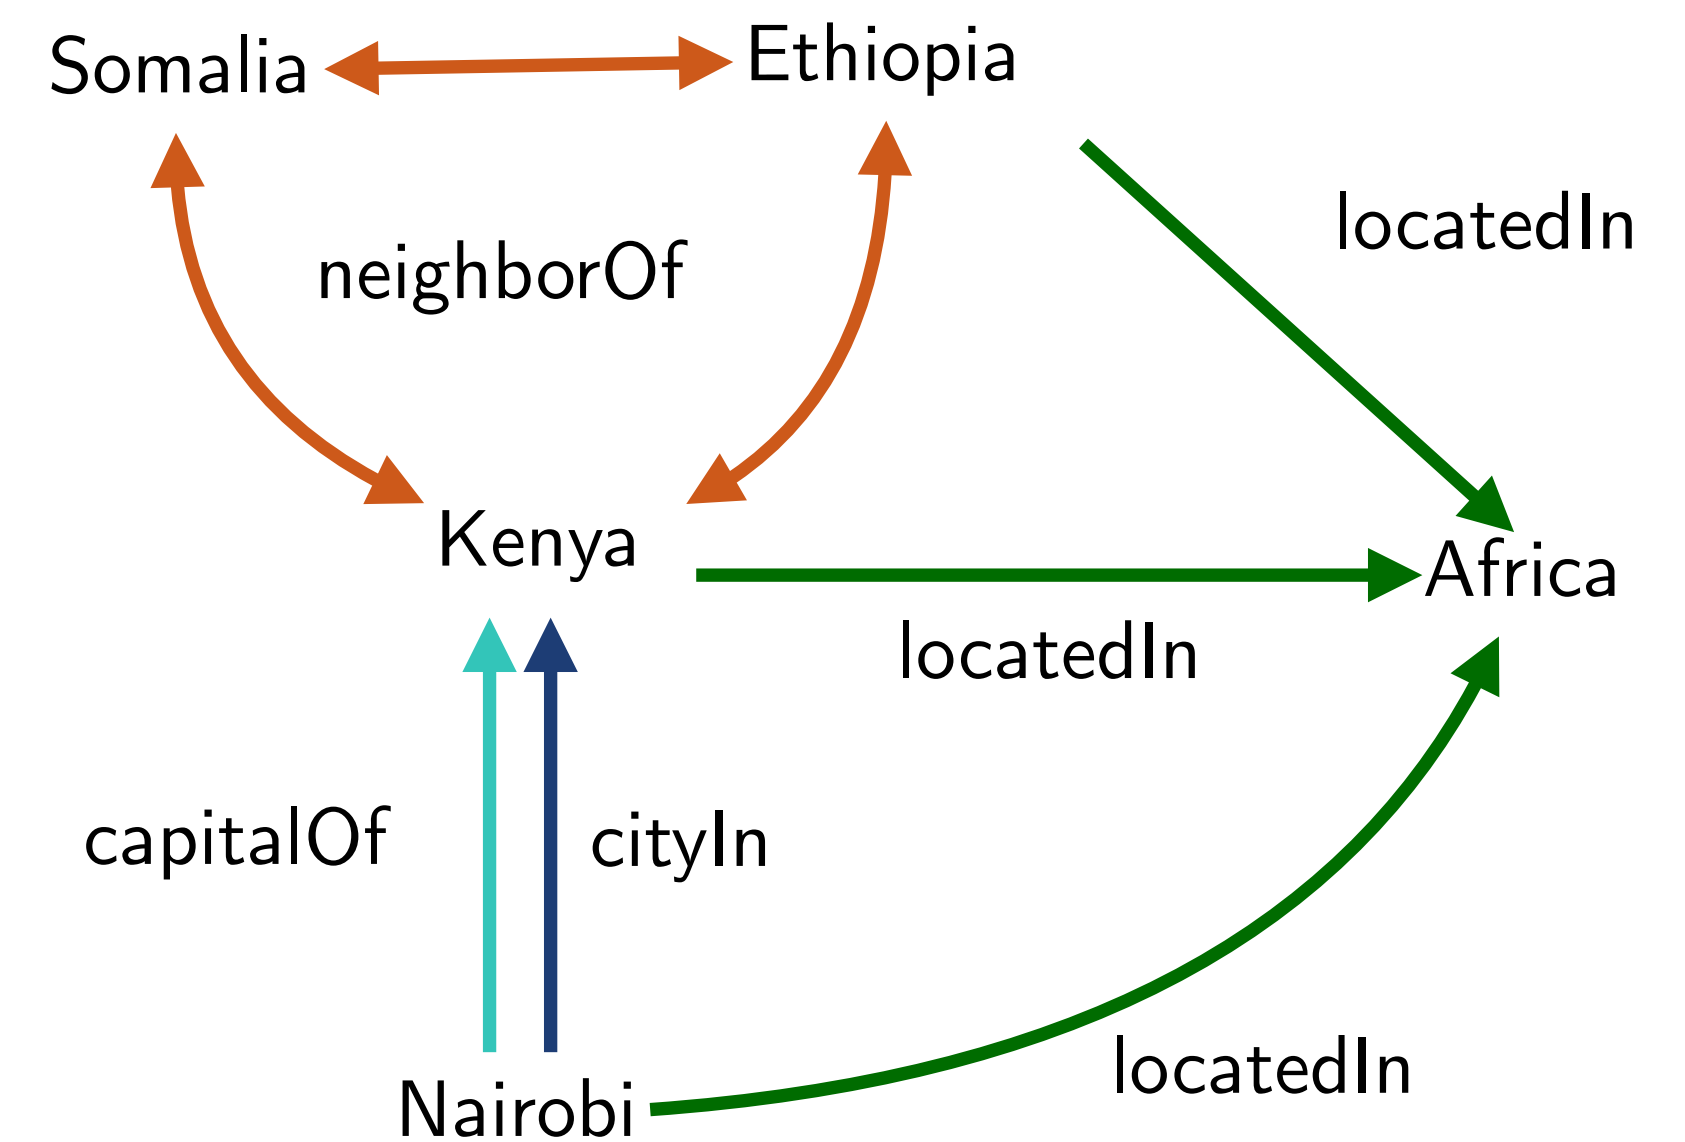 Somalia
Ethiopia
locatedIn
neighborOf
Kenya
Africa
locatedIn
capitalOf
cityIn
locatedIn
Nairobi